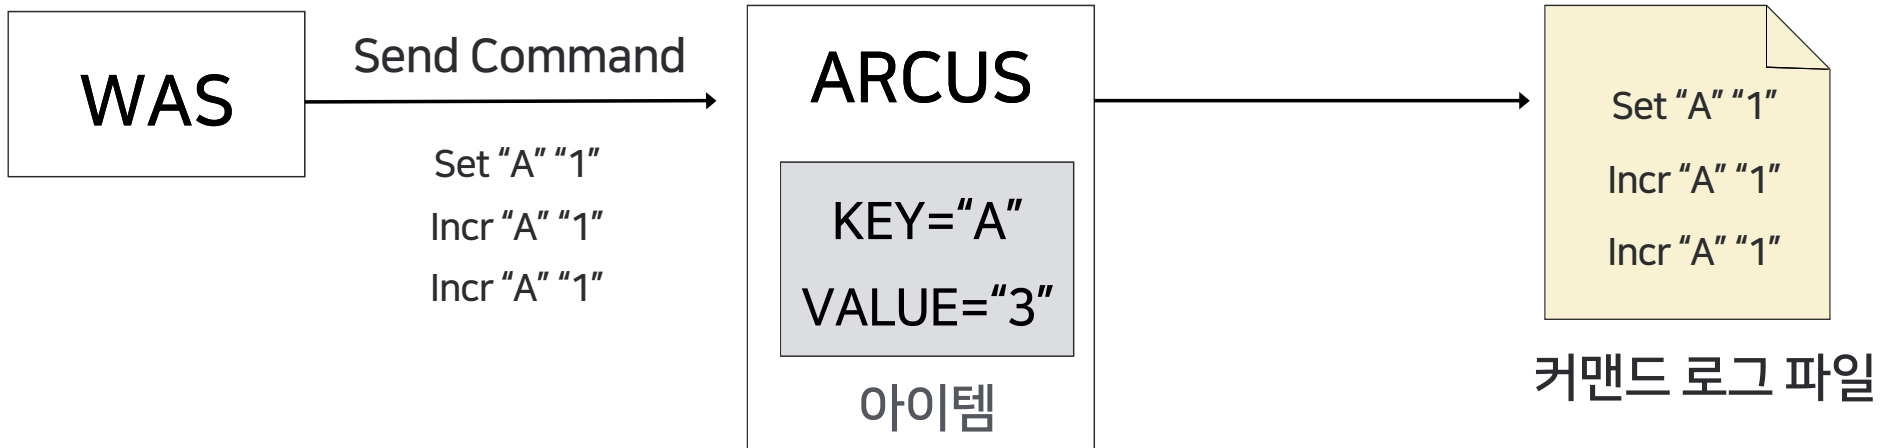 WAS
Send Command
Set “A” “1”
Incr “A” “1”
Incr “A” “1”
ARCUS
KEY=“A”
VALUE=“3”
아이템
Set “A” “1”
Incr “A” “1”
Incr “A” “1”
커맨드 로그 파일